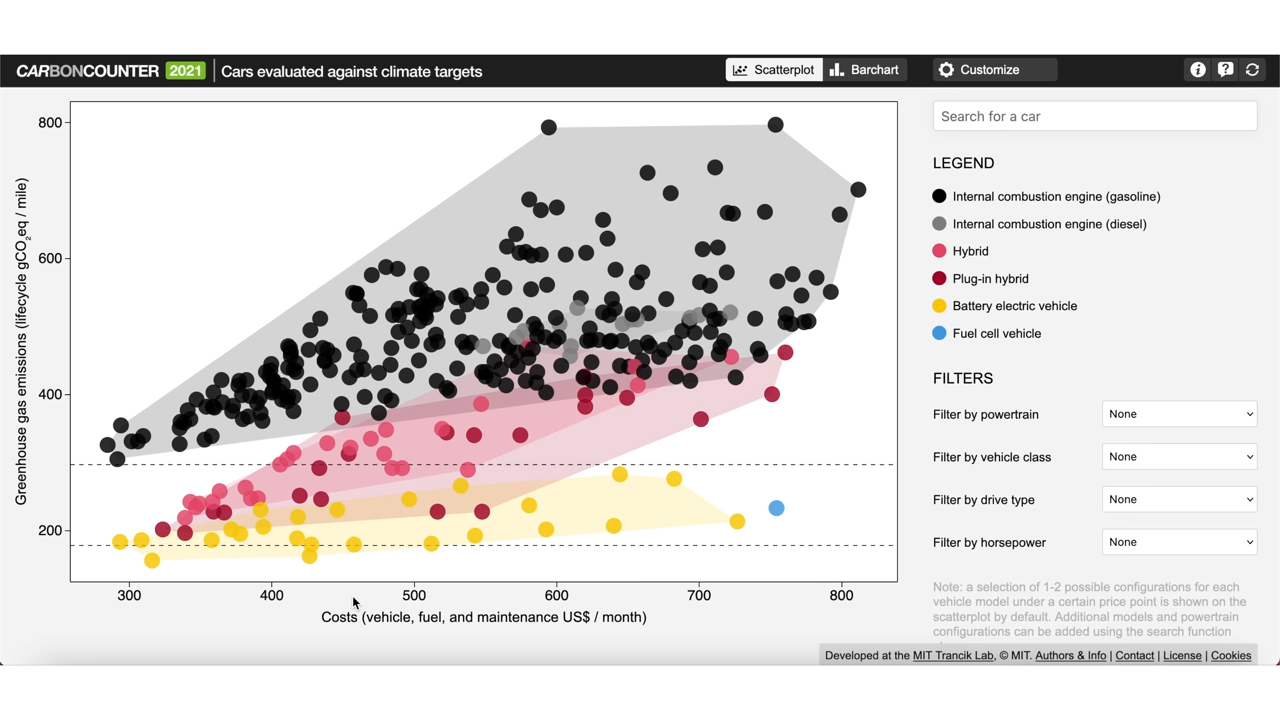 CARBONCOUNTER 2021 Cars evaluated against climate targets
Scatterplot
Barchart
Customize
Search for a car
LEGEND
Internal combustion engine (gasoline)
Internal combustion engine (diesel)
Hybrid
Plug-in hybrid
Battery electric vehicle
Fuel cell vehicle
FILTERS
Filter by powertrain None
Filter by vehicle class None
Filter by drive type None
Filter by horsepower None
Note: a selection of 1-2 possible configurations for each
vehicle model under a certain price point is shown on the
scatterplot by default. Additional models and powertrain
configurations can be added using the search function
Greenhouse gas emissions (lifecycle gCO₂eq / mile)
800
600
400
200
300 400 500 600 700 800
Costs (vehicle, fuel, and maintenance US$ / month)
Developed at the MIT Trancik Lab, © MIT. Authors & Info | Contact | License | Cookies